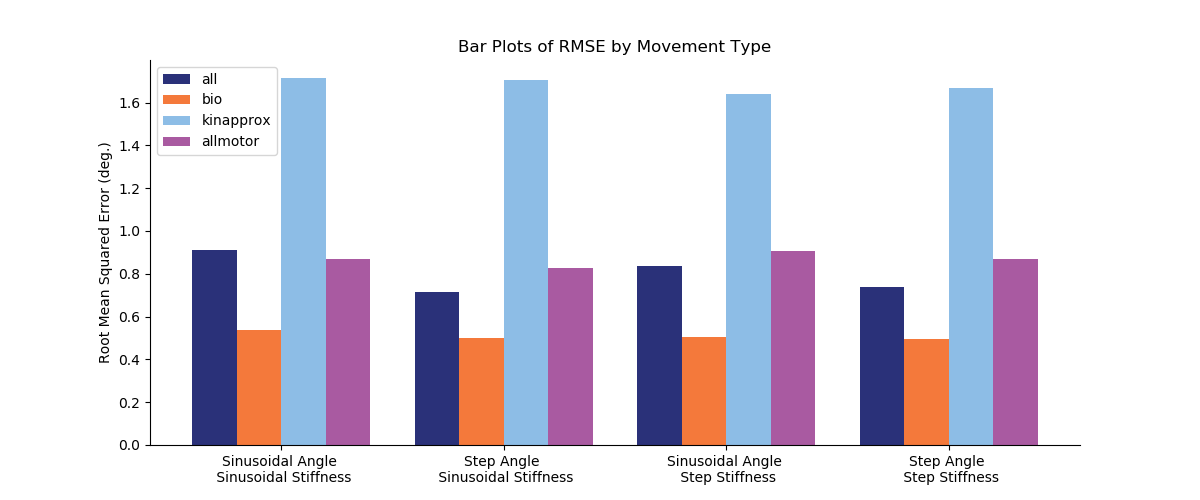 Bar Plots of RMSE by Movement Type
all
bio
kinapprox
allmotor
Root Mean Squared Error (deg.)
1.6
1.4
1.2
1.0
0.8
0.6
0.4
0.2
0.0
Sinusoidal Angle
Sinusoidal Stiffness
Step Angle
Sinusoidal Stiffness
Sinusoidal Angle
Step Stiffness
Step Angle
Step Stiffness